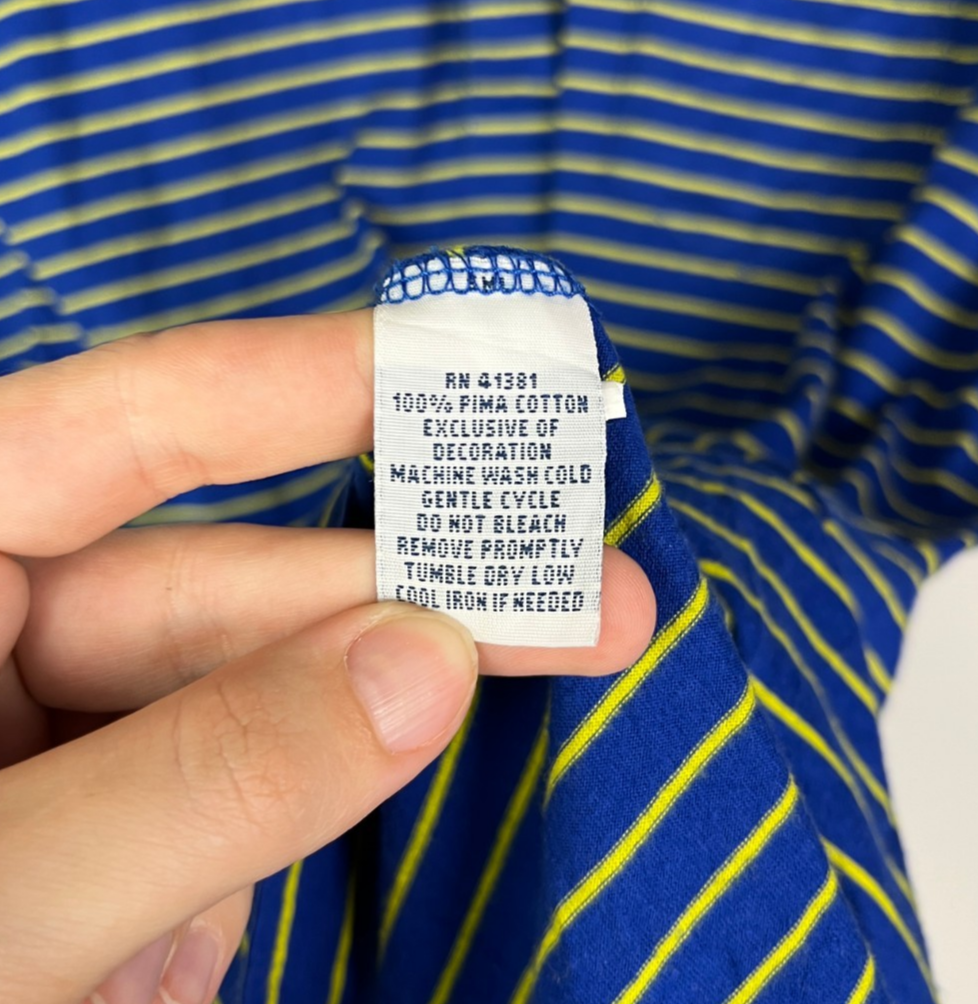 RN 41381
100% PIMA COTTON
EXCLUSIVE OF
DECORATION
MACHINE WASH COLD
GENTLE CYCLE
DO NOT BLEACH
REMOVE PROMPTLY
TUMBLE DRY LOW
COOL IRON IF NEEDED